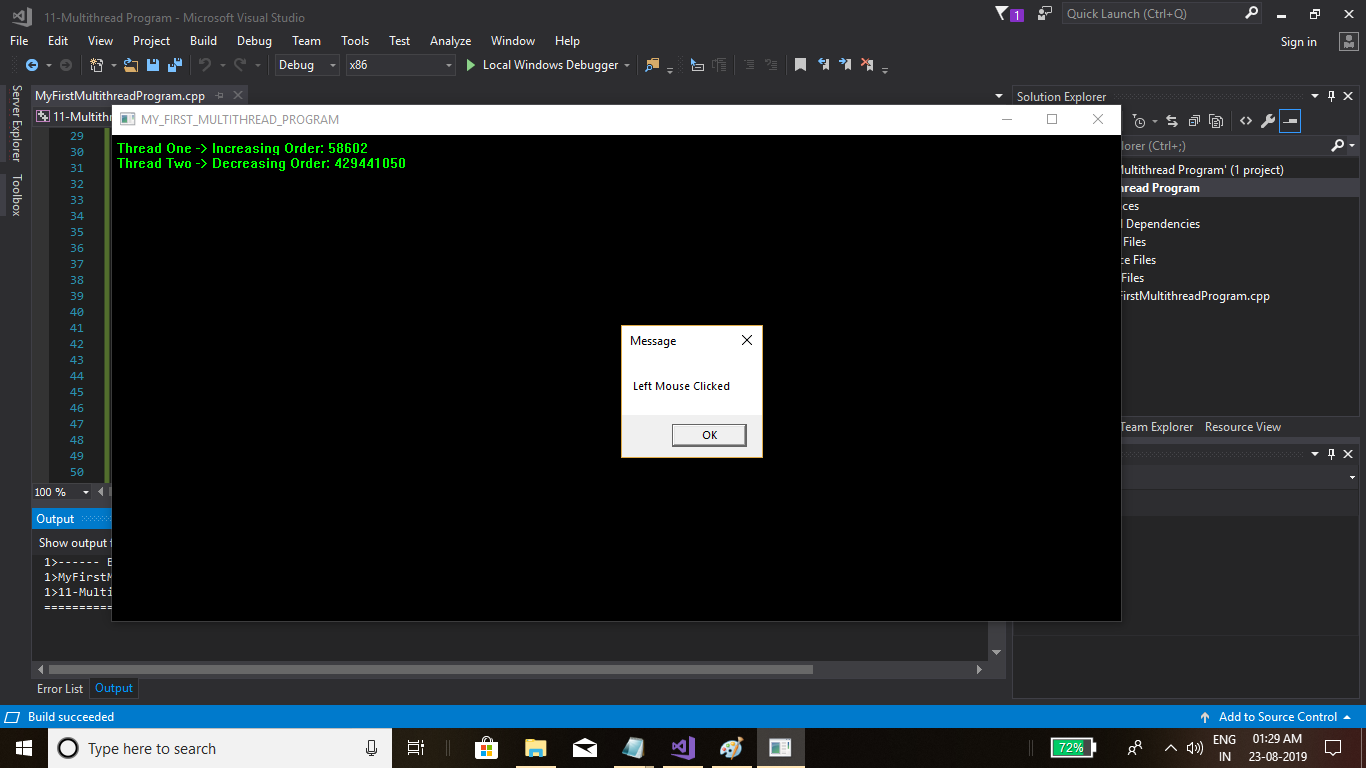 11-Multithread Program - Microsoft Visual Studio
1
Quick Launch (Ctrl+Q)
File Edit View Project Build Debug Team Tools Test Analyze Window Help
Sign in
Debug x86 Local Windows Debugger
Server Explorer
Toolbox
MyFirstMultithreadProgram.cpp
11-Multithr
29
30
31
32
33
34
35
36
37
38
39
40
41
42
43
44
45
46
47
48
49
50
100 %
MY_FIRST_MULTITHREAD_PROGRAM
Thread One -> Increasing Order: 58602
Thread Two -> Decreasing Order: 429441050
Message
Left Mouse Clicked
OK
Solution Explorer
lorer (Ctrl+;)
Multithread Program' (1 project)
hread Program
ces
l Dependencies
Files
ce Files
Files
FirstMultithreadProgram.cpp
Team Explorer Resource View
Output
Show output f
1>------ B
1>MyFirstM
1>11-Multi
==========
Error List Output
Build succeeded
Add to Source Control
Type here to search
72%
ENG
IN
01:29 AM
23-08-2019